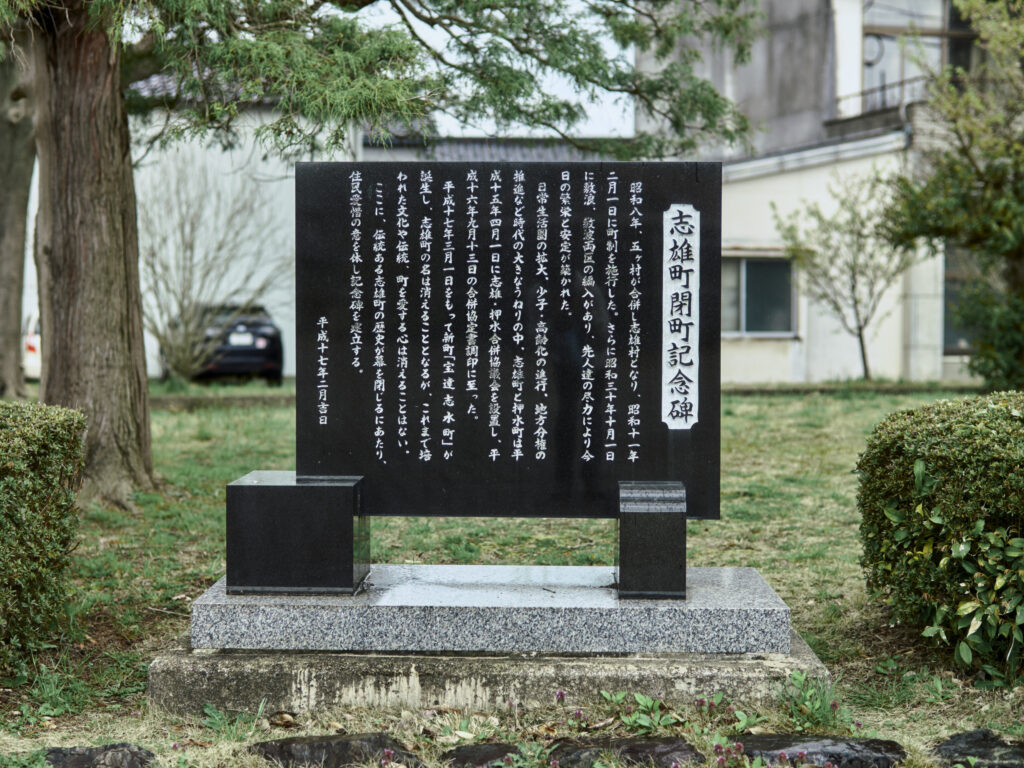 志雄町閉町記念碑
昭和八年、五ヶ村が合併し志雄村となり、昭和十一年
二月一日に町制を施行した。さらに昭和三十年十月一日
に敷浪、散波両区の編入があり、先人達の尽力により今
日の繁栄と安定が築かれた。
日常生活圏の拡大、少子・高齢化の進行、地方分権の
推進など時代の大きなうねりの中、志雄町と押水町は平
成十五年四月一日に志雄・押水合併協議会を設置し、平
成十六年九月十三日の合併協定書調印に至った。
平成十七年三月一日をもって新町「宝達志水町」が
誕生し、志雄町の名は消えることとなるが、これまで培
われた文化や伝統、町を愛する心は消えることはない。
ここに、伝統ある志雄町の歴史が幕を閉じるにあたり、
住民愛惜の意を体し記念碑を建立する。
平成十七年二月吉日